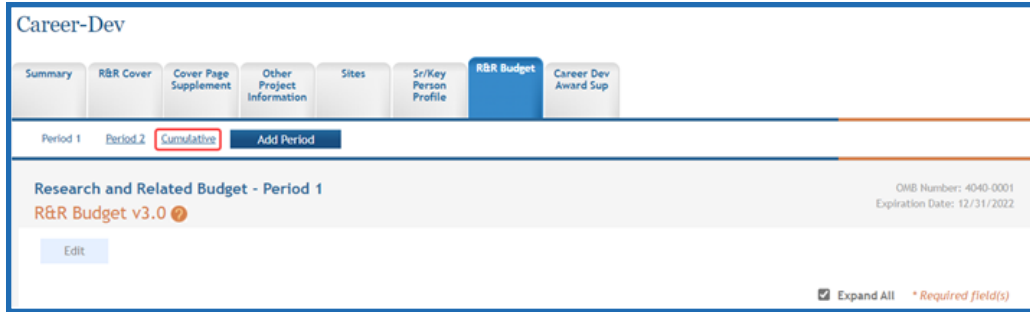 Career-Dev
Summary
R&R Cover
Cover Page
Supplement
Other
Project
Information
Sites
Sr/Key
Person
Profile
R&R Budget
Career Dev
Award Sup
Period 1 Period 2 Cumulative Add Period
Research and Related Budget - Period 1
R&R Budget v3.0 ?
OMB Number: 4040-0001
Expiration Date: 12/31/2022
Edit
Expand All * Required field(s)